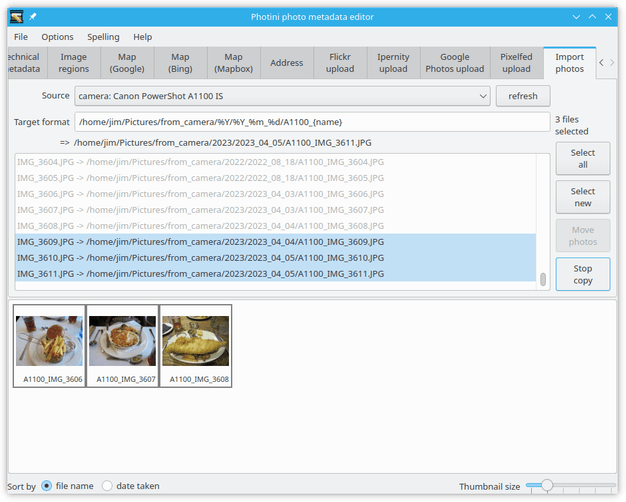 Photini photo metadata editor
File Options Spelling Help
echnical metadata
Image regions
Map (Google)
Map (Bing)
Map (Mapbox)
Address
Flickr upload
Ipernity upload
Google Photos upload
Pixelfed upload
Import photos
Source camera: Canon PowerShot A1100 IS refresh
Target format /home/jim/Pictures/from_camera/%Y/%Y_%m_%d/A1100_{name}
=> /home/jim/Pictures/from_camera/2023/2023_04_05/A1100_IMG_3611.JPG
3 files selected
IMG_3604.JPG -> /home/jim/Pictures/from_camera/2022/2022_08_18/A1100_IMG_3604.JPG
IMG_3605.JPG -> /home/jim/Pictures/from_camera/2022/2022_08_18/A1100_IMG_3605.JPG
IMG_3606.JPG -> /home/jim/Pictures/from_camera/2023/2023_04_03/A1100_IMG_3606.JPG
IMG_3607.JPG -> /home/jim/Pictures/from_camera/2023/2023_04_03/A1100_IMG_3607.JPG
IMG_3608.JPG -> /home/jim/Pictures/from_camera/2023/2023_04_04/A1100_IMG_3608.JPG
IMG_3609.JPG -> /home/jim/Pictures/from_camera/2023/2023_04_04/A1100_IMG_3609.JPG
IMG_3610.JPG -> /home/jim/Pictures/from_camera/2023/2023_04_05/A1100_IMG_3610.JPG
IMG_3611.JPG -> /home/jim/Pictures/from_camera/2023/2023_04_05/A1100_IMG_3611.JPG
Select all
Select new
Move photos
Stop copy
A1100_IMG_3606 A1100_IMG_3607 A1100_IMG_3608
Sort by file name date taken Thumbnail size